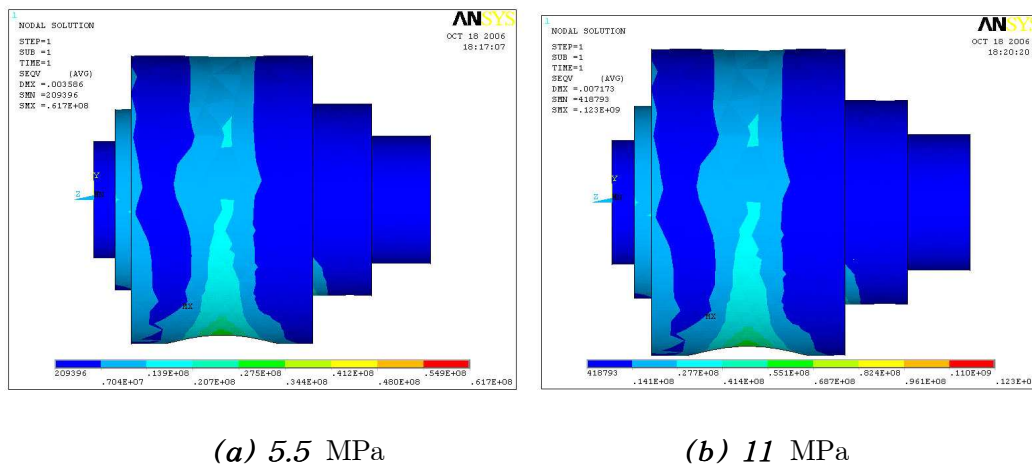 1
NODAL SOLUTION
STEP=1
SUB =1
TIME=1
SEQV (AVG)
DMX =.003586
SMN =209396
SMX =.617E+08
ANSYS
OCT 18 2006
18:17:07
Y
Z
MX
209396 .139E+08 .275E+08 .412E+08 .549E+08
.704E+07 .207E+08 .344E+08 .480E+08 .617E+08
(a) 5.5 MPa
1
NODAL SOLUTION
STEP=1
SUB =1
TIME=1
SEQV (AVG)
DMX =.007173
SMN =418793
SMX =.123E+09
ANSYS
OCT 18 2006
18:20:20
Y
Z
MX
418793 .277E+08 .551E+08 .824E+08 .110E+09
.141E+08 .414E+08 .687E+08 .961E+08 .123E+0
(b) 11 MPa